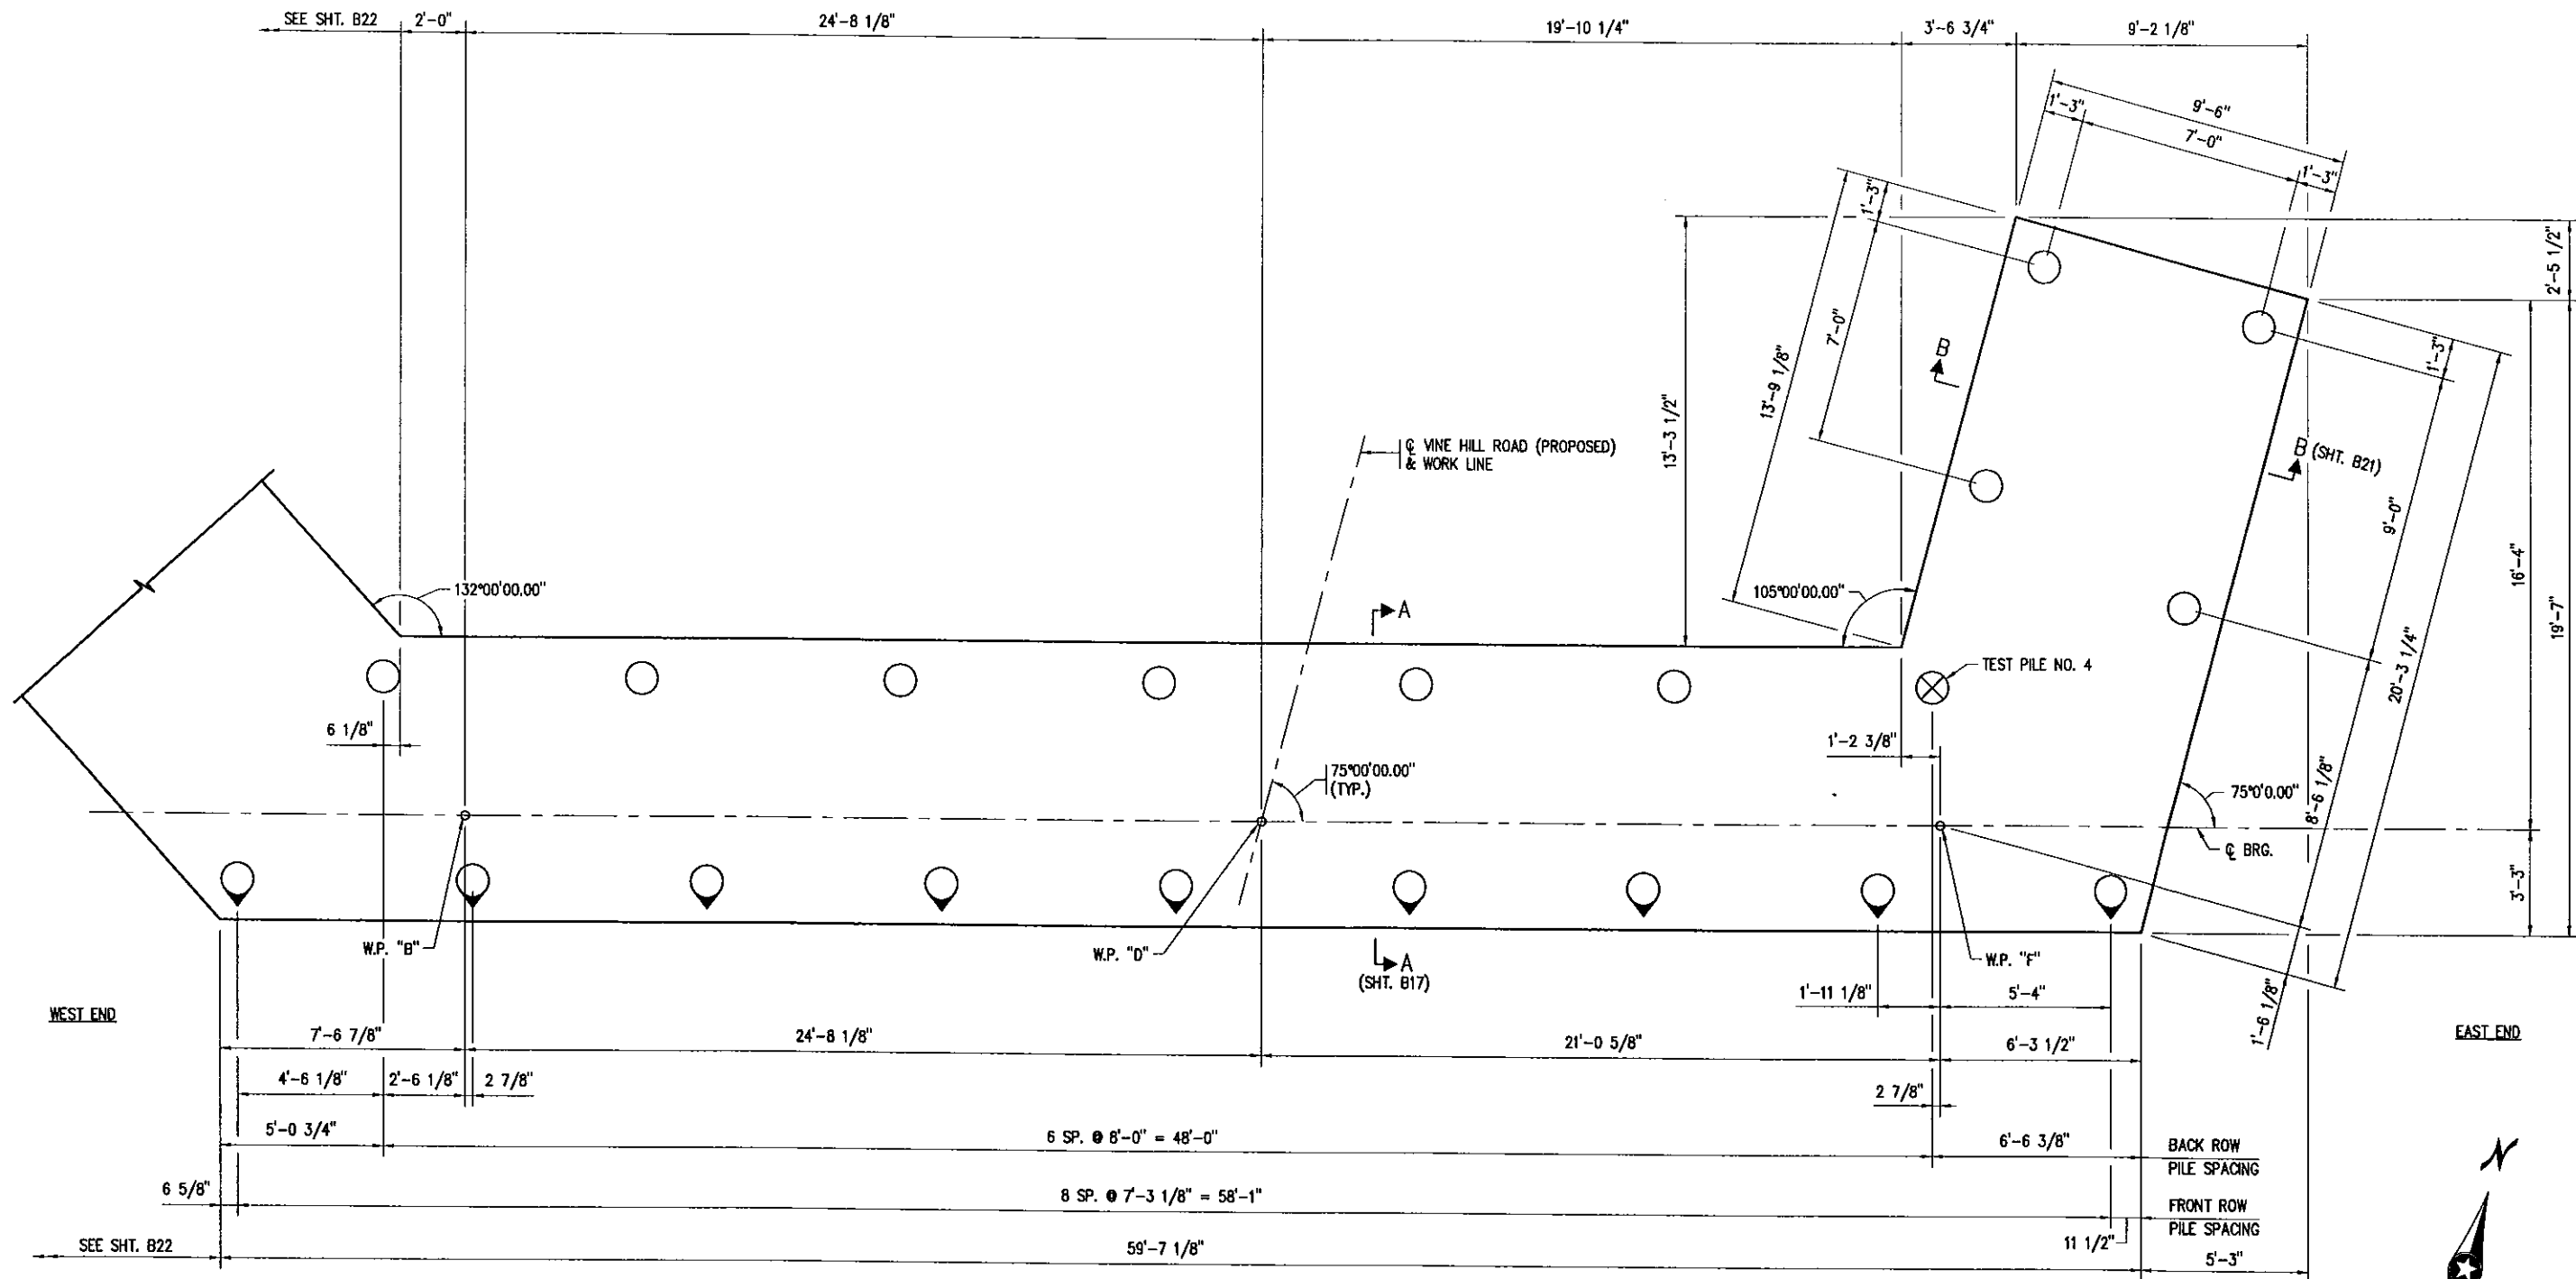 SEE SHT. B22
2'-0"
24'-8 1/8"
19'-10 1/4"
3'-6 3/4"
9'-2 1/8"
1'-3"
9'-6"
7'-0"
1'-3"
1'-3"
2'-5 1/2"
7'-0"
13'-9 1/8"
13'-3 1/2"
B
B (SHT. B21)
1'-3"
℄ VINE HILL ROAD (PROPOSED)
& WORK LINE
9'-0"
16'-4"
19'-7"
20'-3 1/4"
132°00'00.00"
105°00'00.00"
A
TEST PILE NO. 4
6 1/8"
1'-2 3/8"
75°00'00.00"
(TYP.)
75°0'0.00"
8'-6 1/8"
℄ BRG.
3'-3"
W.P. "B"
W.P. "D"
A
(SHT. B17)
W.P. "F"
1'-11 1/8"
5'-4"
1'-6 1/8"
WEST END
EAST END
7'-6 7/8"
24'-8 1/8"
21'-0 5/8"
6'-3 1/2"
4'-6 1/8"
2'-6 1/8"
2 7/8"
2 7/8"
5'-0 3/4"
6 SP. @ 8'-0" = 48'-0"
6'-6 3/8"
BACK ROW
PILE SPACING
N
6 5/8"
8 SP. @ 7'-3 1/8" = 58'-1"
FRONT ROW
PILE SPACING
11 1/2"
SEE SHT. B22
59'-7 1/8"
5'-3"